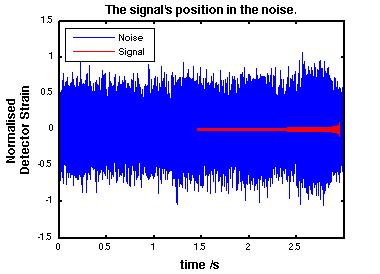 The signal's position in the noise.
1.5
Noise
Signal
1
0.5
Normalised
Detector Strain
0
-0.5
-1
-1.5
0
0.5
1
1.5
2
2.5
time /s